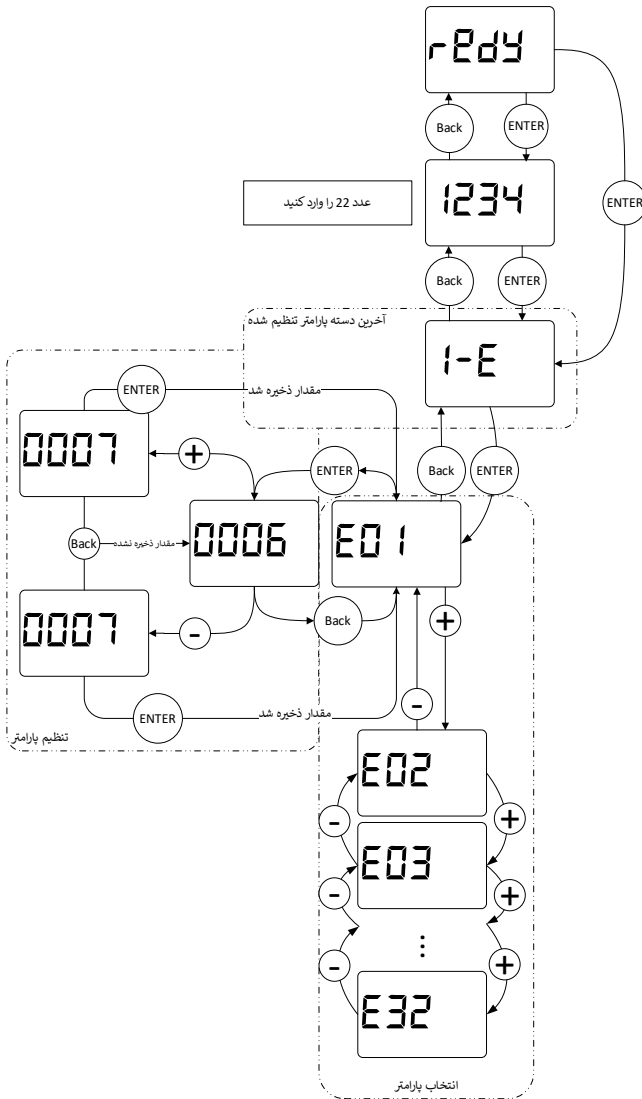 rEdy
Back
ENTER
ENTER
1234
عدد 22 را وارد کنید
Back
ENTER
آخرین دسته پارامتر تنظیم شده
1-E
ENTER
مقدار ذخیره شد
0007
+
ENTER
Back
ENTER
Back
مقدار ذخیره نشده
0006
E01
0007
-
Back
+
-
ENTER
مقدار ذخیره شد
تنظیم پارامتر
E02
-
+
E03
-
+
...
-
+
E32
انتخاب پارامتر